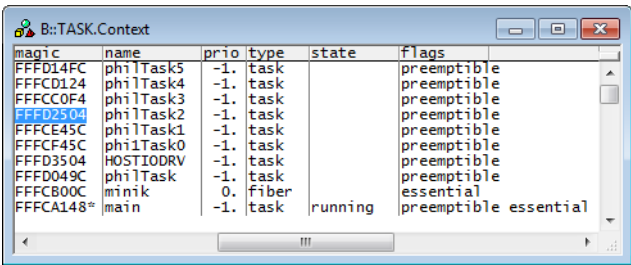 B::TASK.Context
magic name prio type state flags
FFFD14FC philTask5 -1. task preemptible
FFFCD124 philTask4 -1. task preemptible
FFFCC0F4 philTask3 -1. task preemptible
FFFD2504 philTask2 -1. task preemptible
FFFCE45C philTask1 -1. task preemptible
FFFCF45C phi1Task0 -1. task preemptible
FFFD3504 HOSTIODRV -1. task preemptible
FFFD049C philTask -1. task preemptible
FFFCB00C minik 0. fiber essential
FFFCA148* main -1. task running preemptible essential